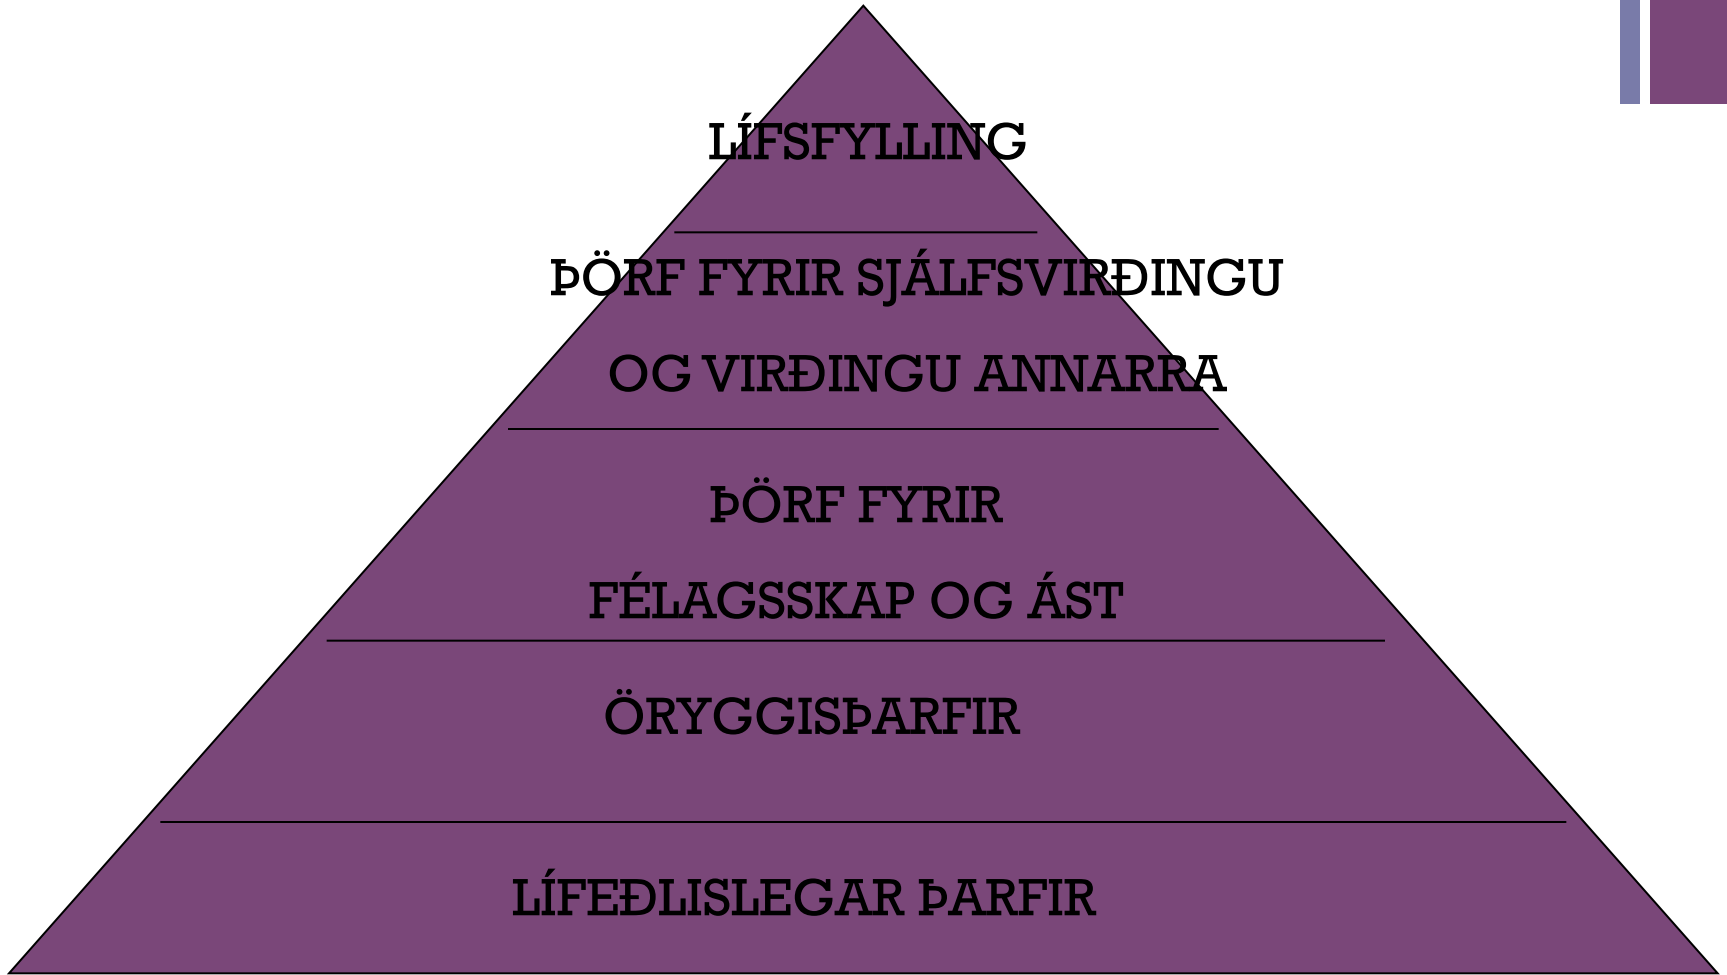 LÍFSFYLLING
ÞÖRF FYRIR SJÁLFSVIRÐINGU
OG VIRÐINGU ANNARRA
ÞÖRF FYRIR
FÉLAGSSKAP OG ÁST
ÖRYGGISÞARFIR
LÍFEÐLISLEGAR ÞARFIR